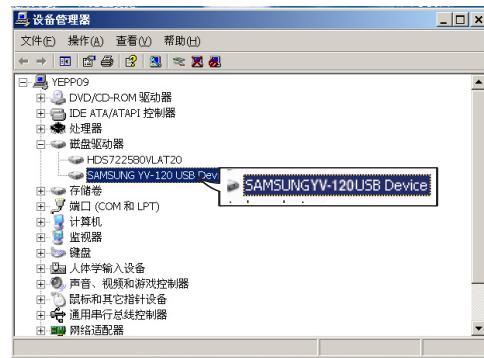 设备管理器
文件(F) 操作(A) 查看(V) 帮助(H)
YEPP09
DVD/CD-ROM 驱动器
IDE ATA/ATAPI 控制器
处理器
磁盘驱动器
HDS722580VLAT20
SAMSUNG YV-120 USB Dev
SAMSUNG YV-120 USB Device
存储卷
端口 (COM 和 LPT)
计算机
监视器
键盘
人体学输入设备
声音、视频和游戏控制器
鼠标和其它指针设备
通用串行总线控制器
网络适配器